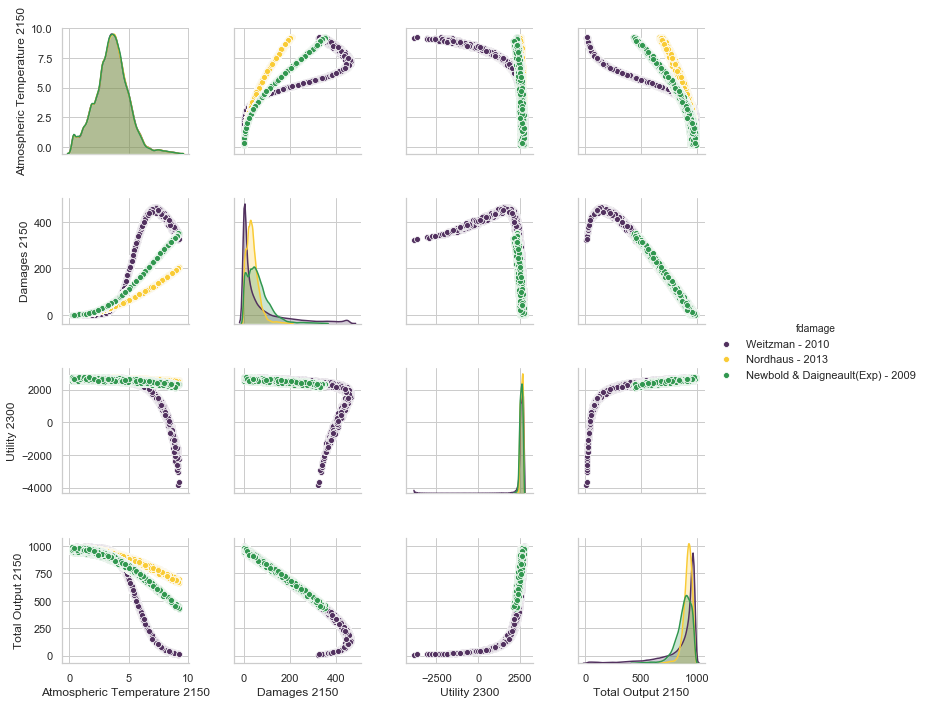 Atmospheric Temperature 2150
10.0
7.5
5.0
2.5
0.0
Damages 2150
400
200
0
fdamage
Weitzman - 2010
Nordhaus - 2013
Newbold & Daigneault(Exp) - 2009
Utility 2300
2000
0
−2000
−4000
Total Output 2150
1000
750
500
250
0
0 5 10
0 200 400
−2500 0 2500
0 500 1000
Atmospheric Temperature 2150
Damages 2150
Utility 2300
Total Output 2150